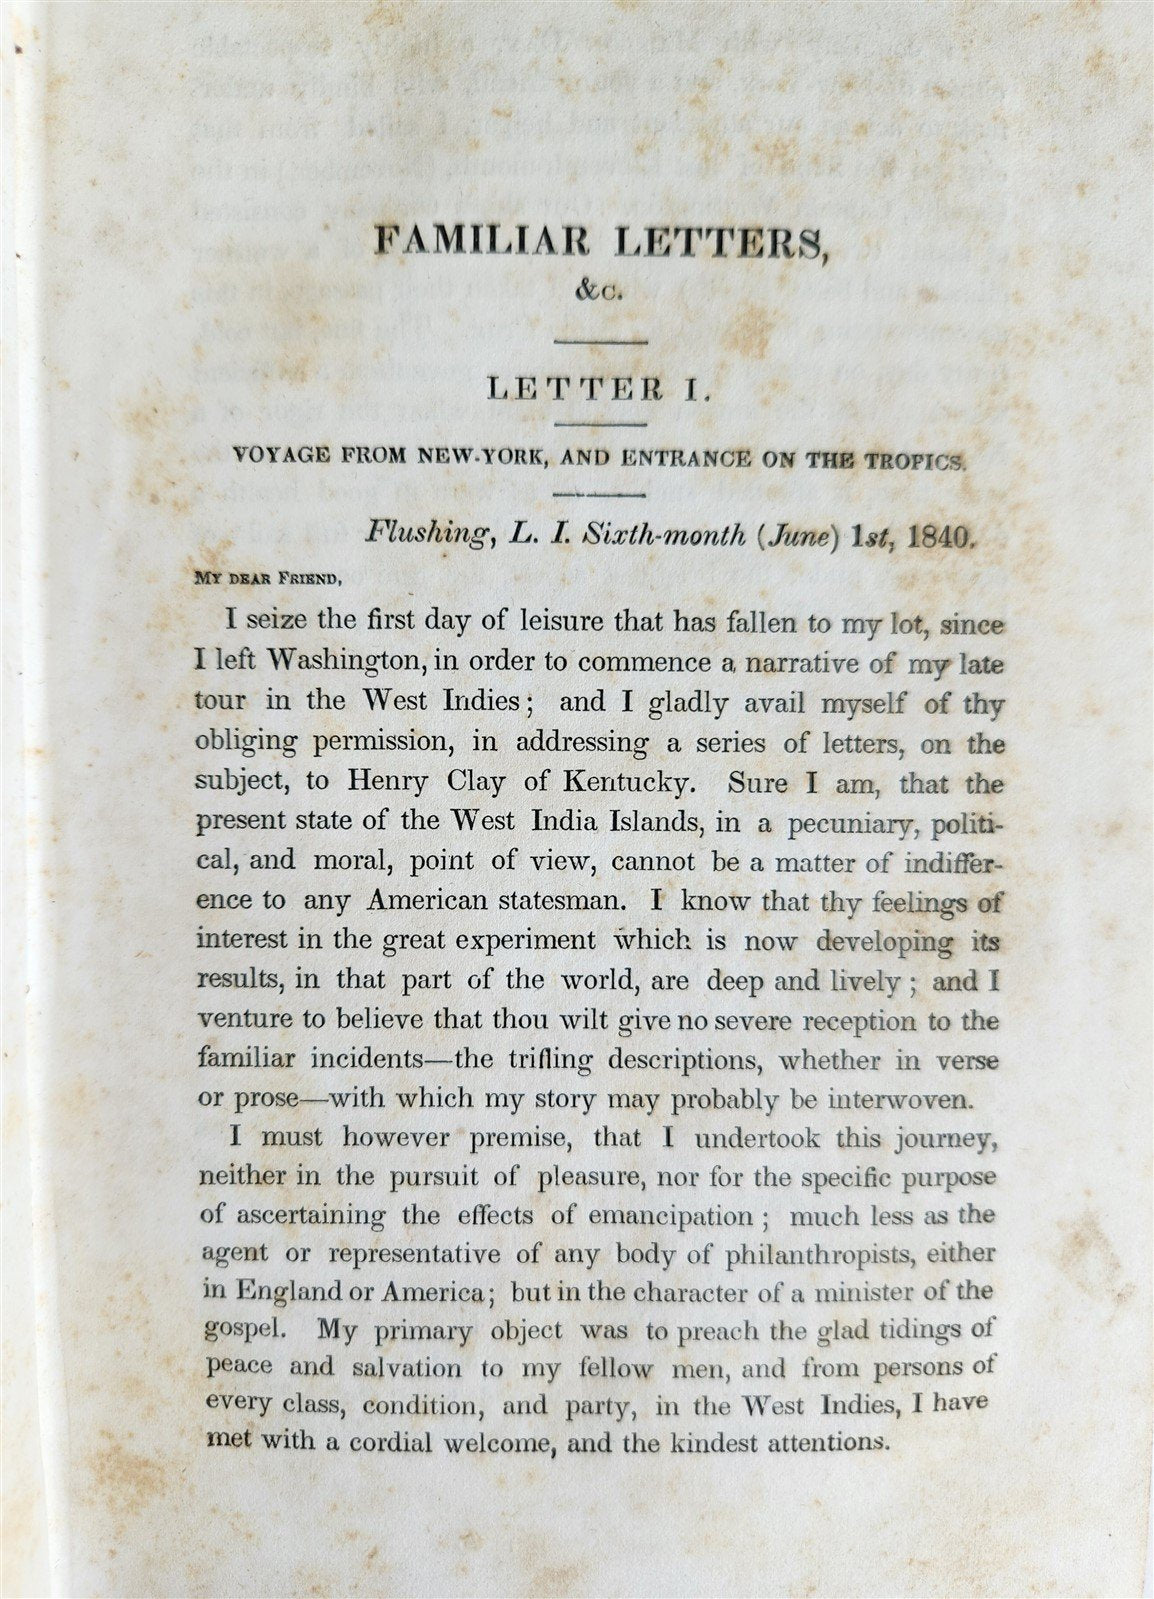 FAMILIAR LETTERS,
&c.
LETTER I.
VOYAGE FROM NEW-YORK, AND ENTRANCE ON THE TROPICS.
Flushing, L. I. Sixth-month (June) 1st, 1840.
My dear Friend,
I seize the first day of leisure that has fallen to my lot, since
I left Washington, in order to commence a narrative of my late
tour in the West Indies; and I gladly avail myself of thy
obliging permission, in addressing a series of letters, on the
subject, to Henry Clay of Kentucky. Sure I am, that the
present state of the West India Islands, in a pecuniary, politi-
cal, and moral, point of view, cannot be a matter of indiffer-
ence to any American statesman. I know that thy feelings of
interest in the great experiment which is now developing its
results, in that part of the world, are deep and lively; and I
venture to believe that thou wilt give no severe reception to the
familiar incidents—the trifling descriptions, whether in verse
or prose—with which my story may probably be interwoven.
I must however premise, that I undertook this journey,
neither in the pursuit of pleasure, nor for the specific purpose
of ascertaining the effects of emancipation; much less as the
agent or representative of any body of philanthropists, either
in England or America; but in the character of a minister of the
gospel. My primary object was to preach the glad tidings of
peace and salvation to my fellow men, and from persons of
every class, condition, and party, in the West Indies, I have
met with a cordial welcome, and the kindest attentions.